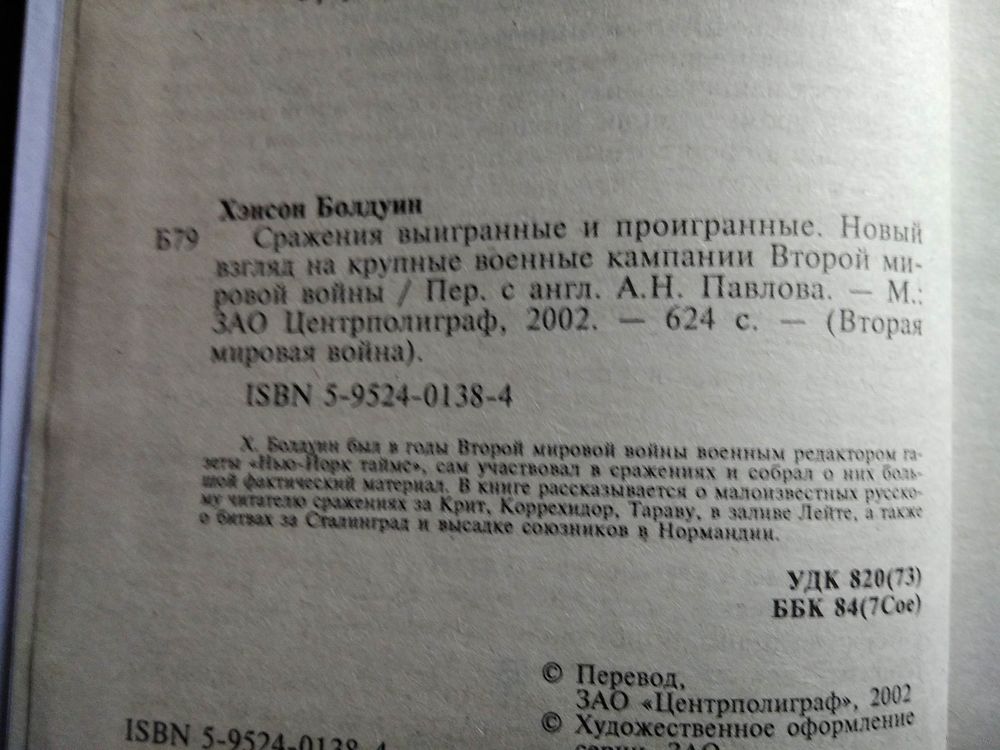 Хэнсон Болдуин
Б79 Сражения выигранные и проигранные. Новый
взгляд на крупные военные кампании Второй ми-
ровой войны / Пер. с англ. А.Н. Павлова. — М.:
ЗАО Центрполиграф, 2002. — 624 с. — (Вторая
мировая война).
ISBN 5-9524-0138-4
Х. Болдуин был в годы Второй мировой войны военным редактором га-
зеты «Нью-Йорк таймс», сам участвовал в сражениях и собрал о них боль-
шой фактический материал. В книге рассказывается о малоизвестных русско-
му читателю сражениях за Крит, Коррехидор, Тараву, в заливе Лейте, а также
о битвах за Сталинград и высадке союзников в Нормандии.
УДК 820(73)
ББК 84(7Сое)
© Перевод,
ЗАО «Центрполиграф», 2002
© Художественное оформление
серии, ЗАО
ISBN 5-9524-0138-4